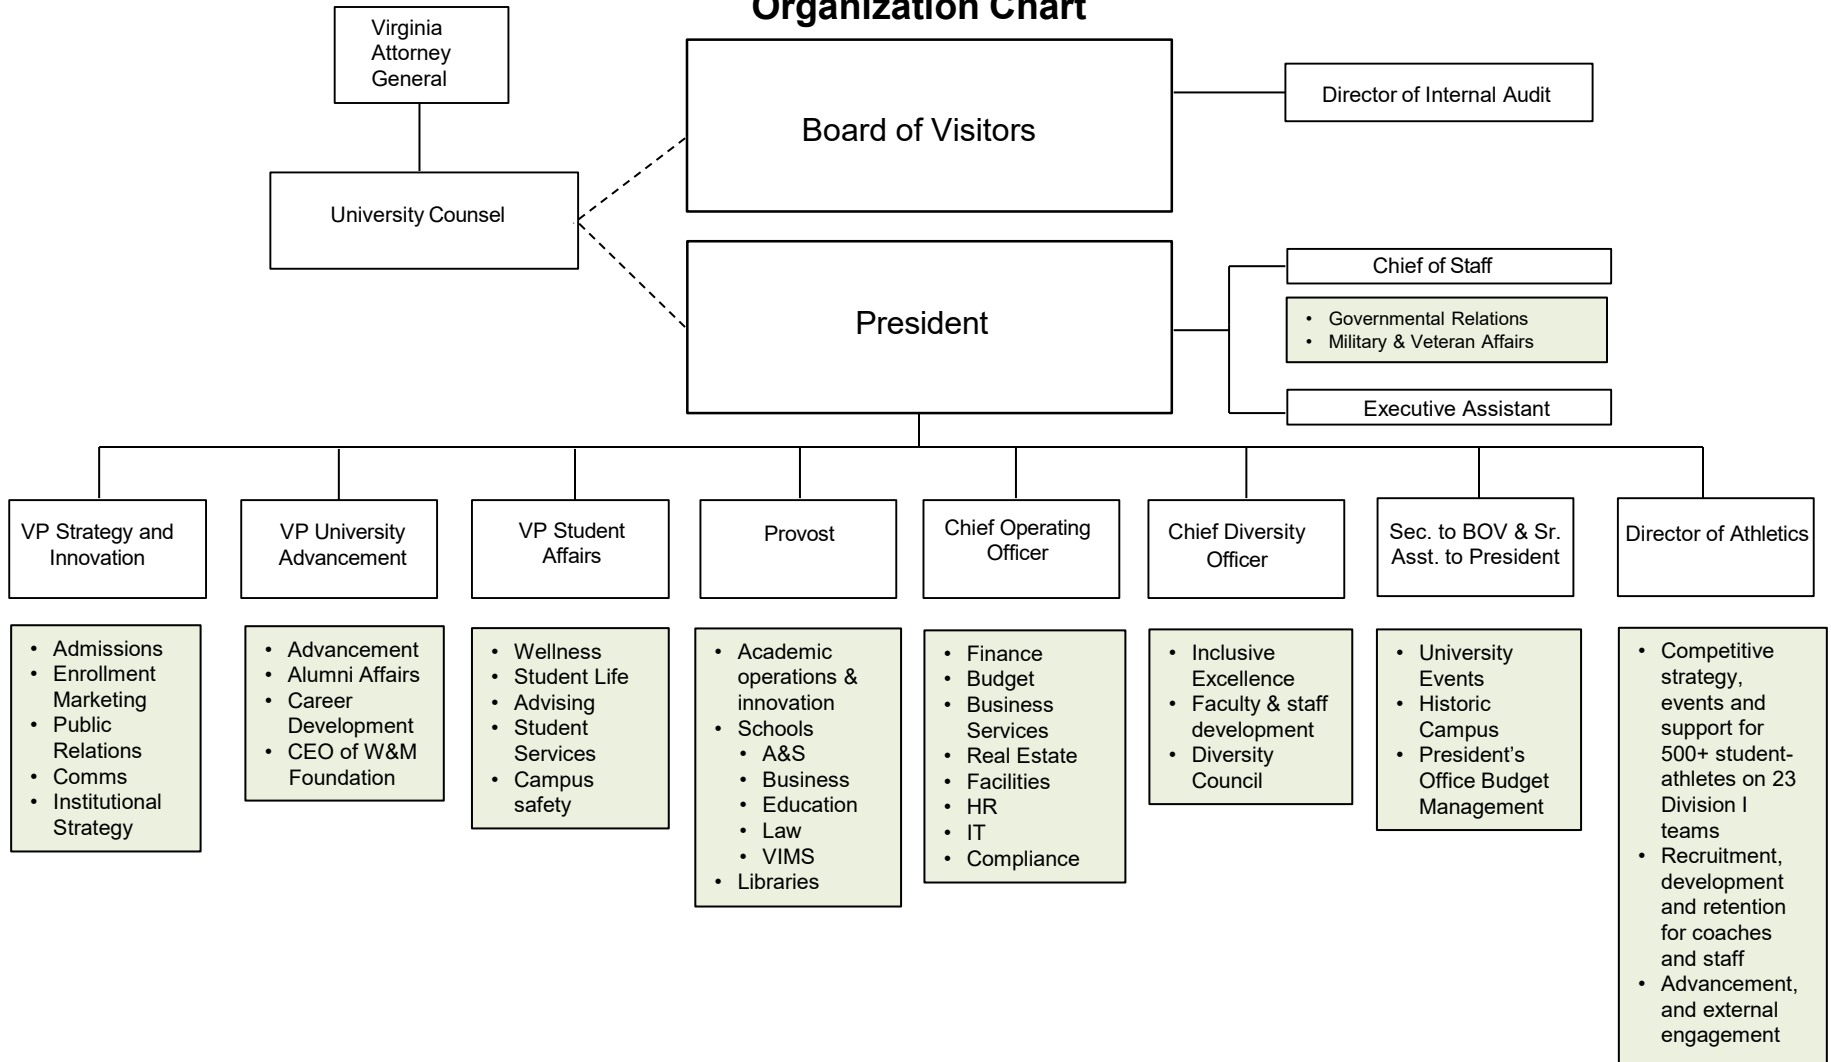 Organization Chart
Virginia
Attorney
General
Board of Visitors
Director of Internal Audit
University Counsel
President
Chief of Staff
• Governmental Relations
• Military & Veteran Affairs
Executive Assistant
VP Strategy and
Innovation
• Admissions
• Enrollment
Marketing
• Public
Relations
• Comms
• Institutional
Strategy
VP University
Advancement
• Advancement
• Alumni Affairs
• Career
Development
• CEO of W&M
Foundation
VP Student
Affairs
• Wellness
• Student Life
• Advising
• Student
Services
• Campus
safety
Provost
• Academic
operations &
innovation
• Schools
• A&S
• Business
• Education
• Law
• VIMS
• Libraries
Chief Operating
Officer
• Finance
• Budget
• Business
Services
• Real Estate
• Facilities
• HR
• IT
• Compliance
Chief Diversity
Officer
• Inclusive
Excellence
• Faculty & staff
development
• Diversity
Council
Sec. to BOV & Sr.
Asst. to President
• University
Events
• Historic
Campus
• President’s
Office Budget
Management
Director of Athletics
• Competitive
strategy,
events and
support for
500+ student-
athletes on 23
Division I
teams
• Recruitment,
development
and retention
for coaches
and staff
• Advancement,
and external
engagement